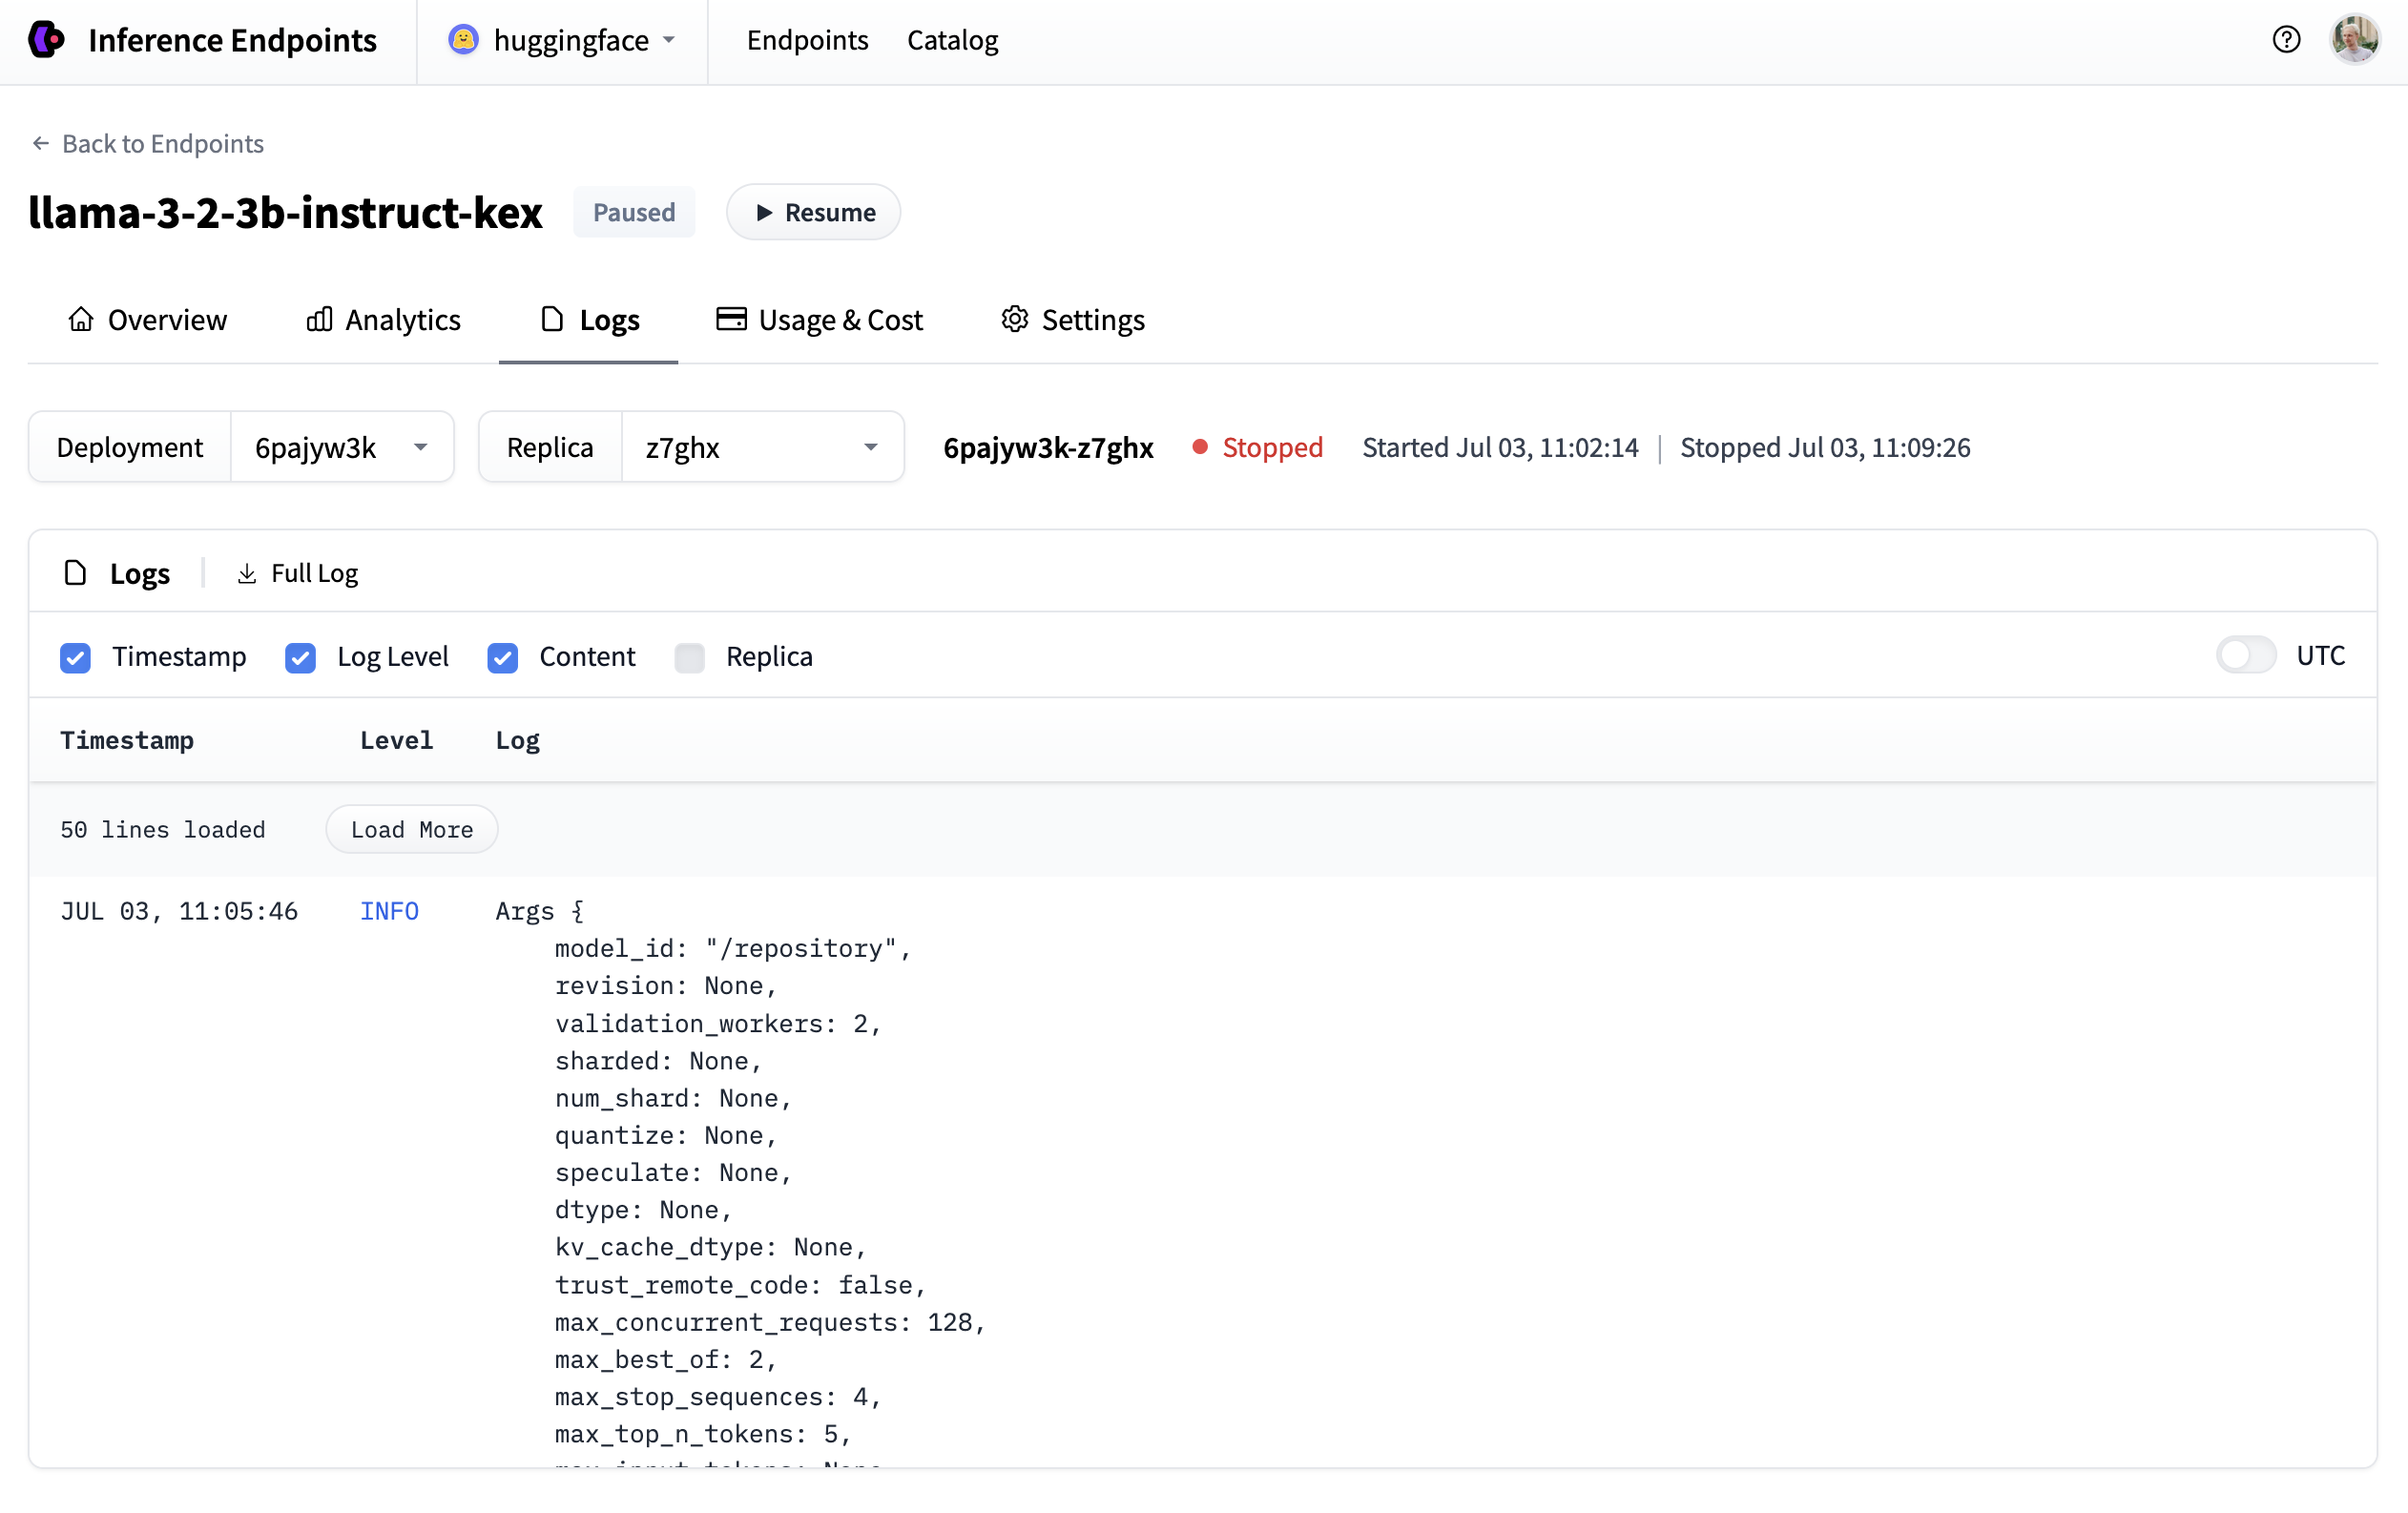 Inference Endpoints huggingface Endpoints Catalog
← Back to Endpoints
llama-3-2-3b-instruct-kex Paused Resume
Overview Analytics Logs Usage & Cost Settings
Deployment 6pajyw3k Replica z7ghx 6pajyw3k-z7ghx Stopped Started Jul 03, 11:02:14 | Stopped Jul 03, 11:09:26
Logs Full Log
Timestamp Log Level Content Replica UTC
Timestamp Level Log
50 lines loaded Load More
JUL 03, 11:05:46 INFO Args {
model_id: "/repository",
revision: None,
validation_workers: 2,
sharded: None,
num_shard: None,
quantize: None,
speculate: None,
dtype: None,
kv_cache_dtype: None,
trust_remote_code: false,
max_concurrent_requests: 128,
max_best_of: 2,
max_stop_sequences: 4,
max_top_n_tokens: 5,
max_input_tokens: None